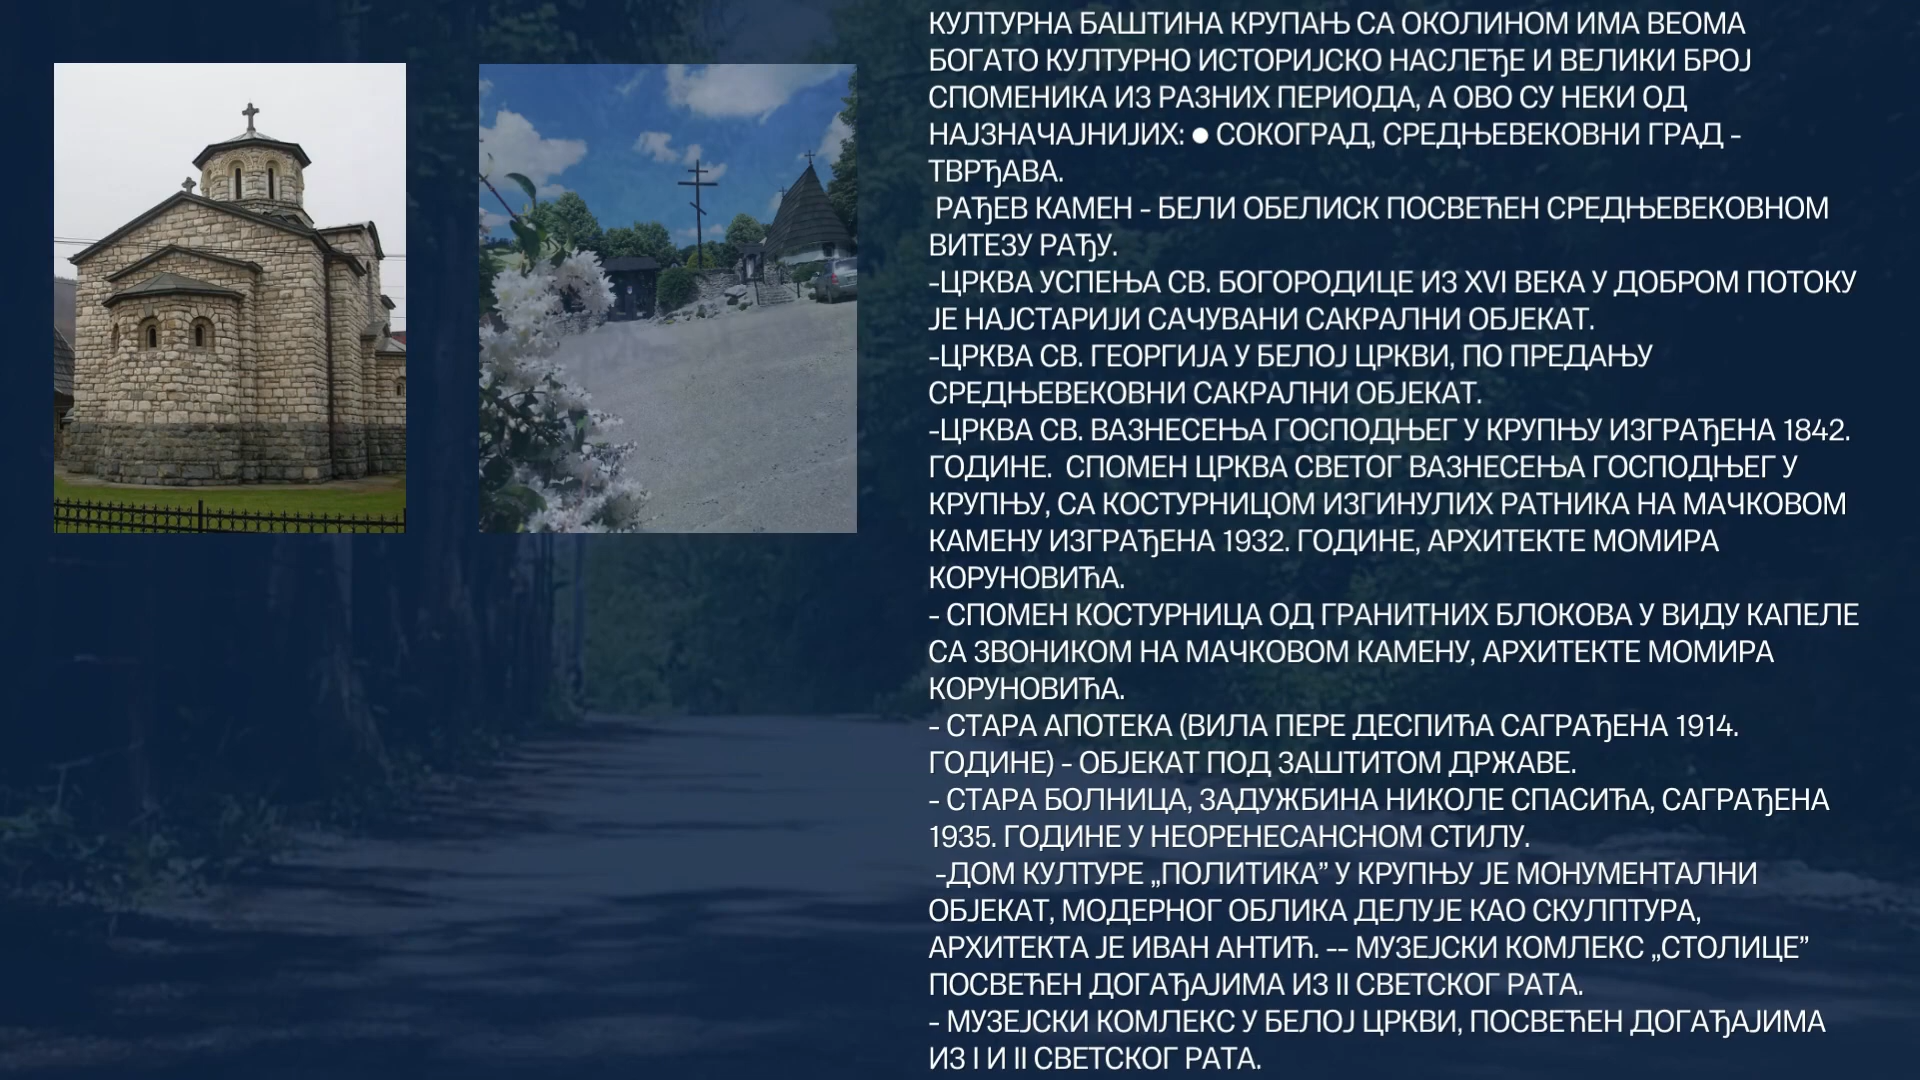 КУЛТУРНА БАШТИНА КРУПАЊ СА ОКОЛИНОМ ИМА ВЕОМА
БОГАТО КУЛТУРНО ИСТОРИЈСКО НАСЛЕЂЕ И ВЕЛИКИ БРОЈ
СПОМЕНИКА ИЗ РАЗНИХ ПЕРИОДА, А ОВО СУ НЕКИ ОД
НАЈЗНАЧАЈНИЈИХ: ● СОКОГРАД, СРЕДЊЕВЕКОВНИ ГРАД -
ТВРЂАВА.
РАЂЕВ КАМЕН - БЕЛИ ОБЕЛИСК ПОСВЕЋЕН СРЕДЊЕВЕКОВНОМ
ВИТЕЗУ РАЂУ.
-ЦРКВА УСПЕЊА СВ. БОГОРОДИЦЕ ИЗ XVI ВЕКА У ДОБРОМ ПОТОКУ
ЈЕ НАЈСТАРИЈИ САЧУВАНИ САКРАЛНИ ОБЈЕКАТ.
-ЦРКВА СВ. ГЕОРГИЈА У БЕЛОЈ ЦРКВИ, ПО ПРЕДАЊУ
СРЕДЊЕВЕКОВНИ САКРАЛНИ ОБЈЕКАТ.
-ЦРКВА СВ. ВАЗНЕСЕЊА ГОСПОДЊЕГ У КРУПЊУ ИЗГРАЂЕНА 1842.
ГОДИНЕ.  СПОМЕН ЦРКВА СВЕТОГ ВАЗНЕСЕЊА ГОСПОДЊЕГ У
КРУПЊУ, СА КОСТУРНИЦОМ ИЗГИНУЛИХ РАТНИКА НА МАЧКОВОМ
КАМЕНУ ИЗГРАЂЕНА 1932. ГОДИНЕ, АРХИТЕКТЕ МОМИРА
КОРУНОВИЋА.
- СПОМЕН КОСТУРНИЦА ОД ГРАНИТНИХ БЛОКОВА У ВИДУ КАПЕЛЕ
СА ЗВОНИКОМ НА МАЧКОВОМ КАМЕНУ, АРХИТЕКТЕ МОМИРА
КОРУНОВИЋА.
- СТАРА АПОТЕКА (ВИЛА ПЕРЕ ДЕСПИЋА САГРАЂЕНА 1914.
ГОДИНЕ) - ОБЈЕКАТ ПОД ЗАШТИТОМ ДРЖАВЕ.
- СТАРА БОЛНИЦА, ЗАДУЖБИНА НИКОЛЕ СПАСИЋА, САГРАЂЕНА
1935. ГОДИНЕ У НЕОРЕНЕСАНСНОМ СТИЛУ.
-ДОМ КУЛТУРЕ „ПОЛИТИКА” У КРУПЊУ ЈЕ МОНУМЕНТАЛНИ
ОБЈЕКАТ, МОДЕРНОГ ОБЛИКА ДЕЛУЈЕ КАО СКУЛПТУРА,
АРХИТЕКТА ЈЕ ИВАН АНТИЋ. -- МУЗЕЈСКИ КОМЛЕКС „СТОЛИЦЕ”
ПОСВЕЋЕН ДОГАЂАЈИМА ИЗ II СВЕТСКОГ РАТА.
- МУЗЕЈСКИ КОМЛЕКС У БЕЛОЈ ЦРКВИ, ПОСВЕЋЕН ДОГАЂАЈИМА
ИЗ I И II СВЕТСКОГ РАТА.